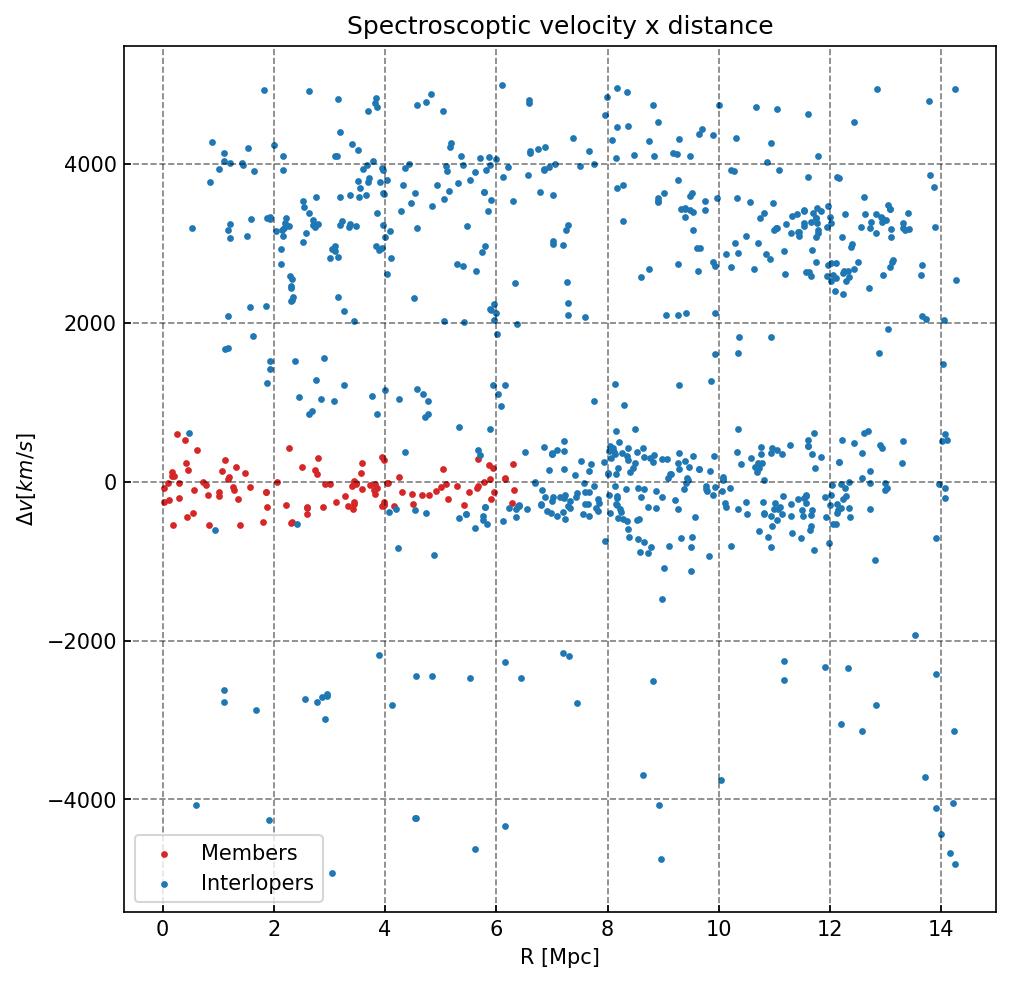 Spectroscoptic velocity x distance
Δv[km/s]
4000
2000
0
−2000
−4000
Members
Interlopers
0 2 4 6 8 10 12 14
R [Mpc]